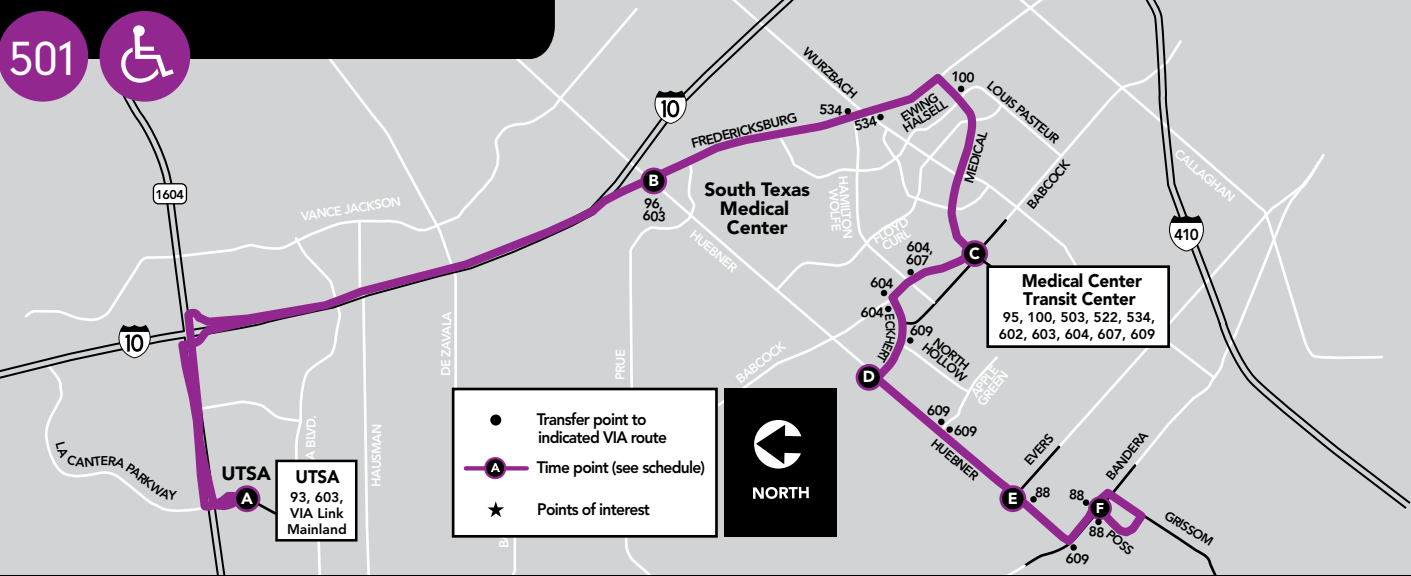 501
10
1604
VANCE JACKSON
10
LA CANTERA PARKWAY
UTSA
A
UTSA
93, 603,
VIA Link
Mainland
A BLVD.
HAUSMAN
DE ZAVALA
PRUE
B
96,
603
FREDERICKSBURG
South Texas
Medical
Center
HUEBNER
WURZBACH
534
534
EWING
HALSELL
100
LOUIS PASTEUR
MEDICAL
BABCOCK
CALLAGHAN
410
HAMILTON
WOLFE
FLOYD
CURL
604,
607
C
Medical Center
Transit Center
95, 100, 503, 522, 534,
602, 603, 604, 607, 609
604
604
ECKHERT
609
NORTH
HOLLOW
APPLE
GREEN
BABCOCK
D
609
609
HUEBNER
EVERS
E
88
BANDERA
88
F
88
POSS
GRISSOM
609
Transfer point to
indicated VIA route
A
Time point (see schedule)
Points of interest
NORTH